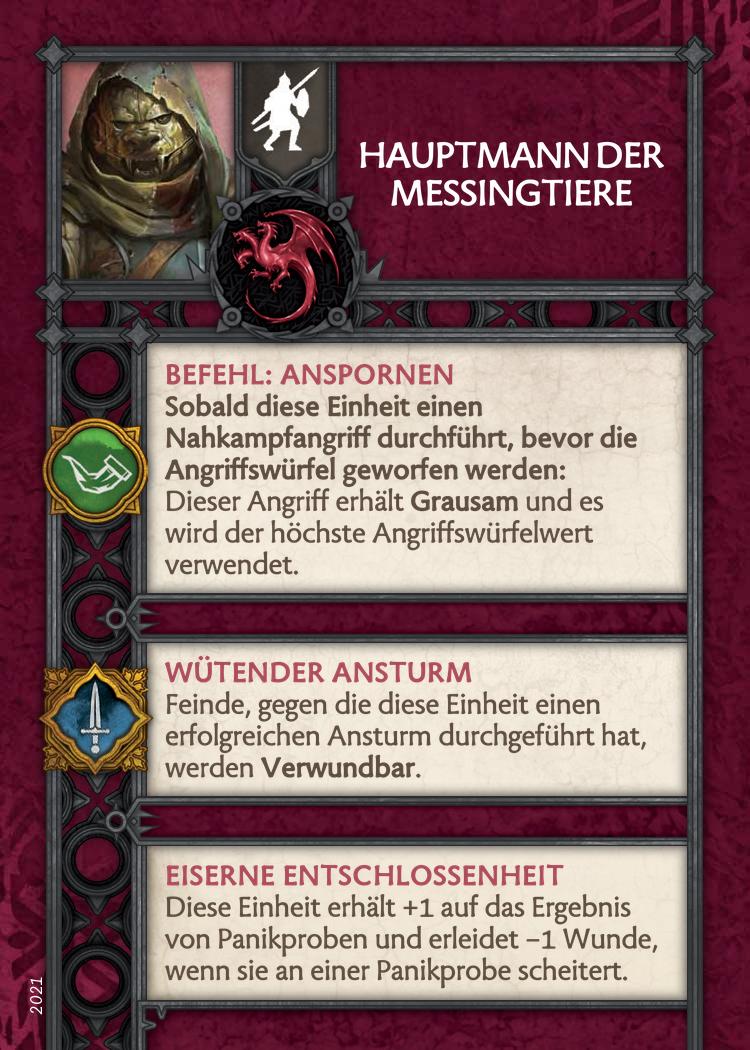 HAUPTMANN DER
MESSINGTIERE
BEFEHL: ANSPORNEN
Sobald diese Einheit einen
Nahkampfangriff durchführt, bevor die
Angriffswürfel geworfen werden:
Dieser Angriff erhält Grausam und es
wird der höchste Angriffswürfelwert
verwendet.
WÜTENDER ANSTURM
Feinde, gegen die diese Einheit einen
erfolgreichen Ansturm durchgeführt hat,
werden Verwundbar.
EISERNE ENTSCHLOSSENHEIT
Diese Einheit erhält +1 auf das Ergebnis
von Panikproben und erleidet −1 Wunde,
wenn sie an einer Panikprobe scheitert.
2021